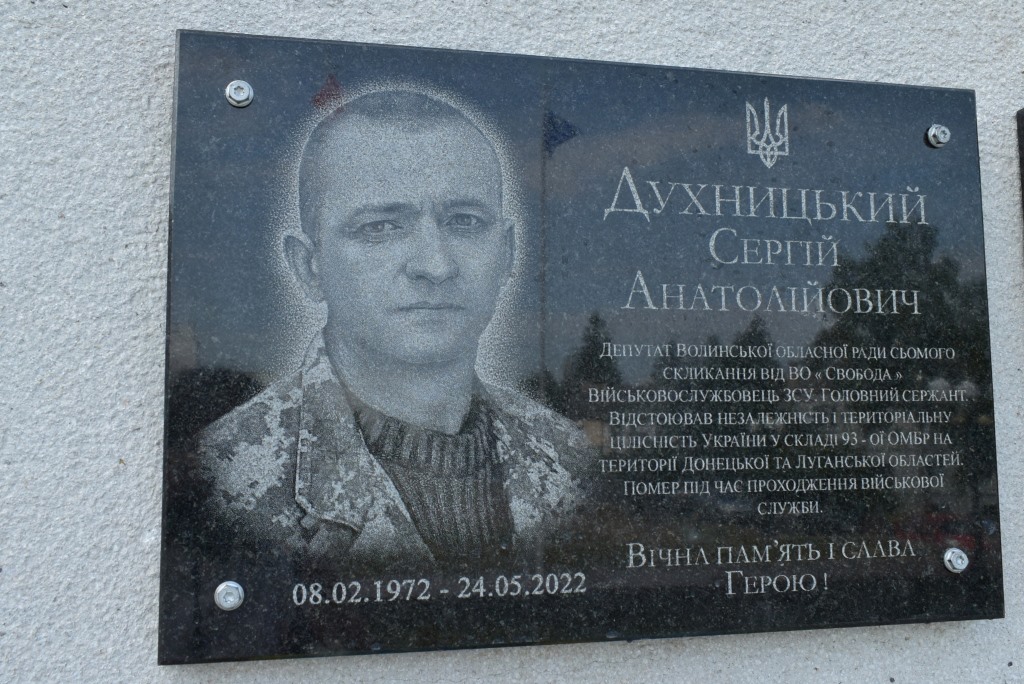 Духницький
Сергій
Анатолійович
Депутат Волинської обласної ради сьомого
скликання від ВО « Свобода »
Військовослужбовець ЗСУ. Головний сержант.
Відстоював незалежність і територіальну
цілісність України у складі 93 - ої ОМБр на
території Донецької та Луганської областей.
Помер під час проходження військової
служби.
Вічна пам'ять і слава
Герою !
08.02.1972 - 24.05.2022